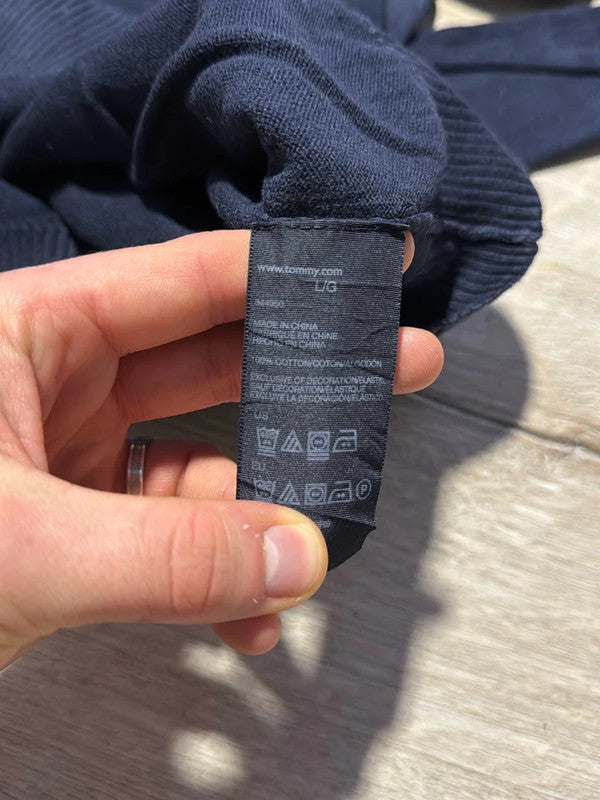 www.tommy.com
L/G
MADE IN CHINA
FABRIQUE EN CHINE
HECHO EN CHINA
100% COTTON/COTON/ALGODÓN
EXCLUSIVE OF DECORATION/ELASTIC
SAUF DÉCORATION/ÉLASTIQUE
EXCLUYE LA DECORACIÓN/ELÁSTICO
US
EU
P